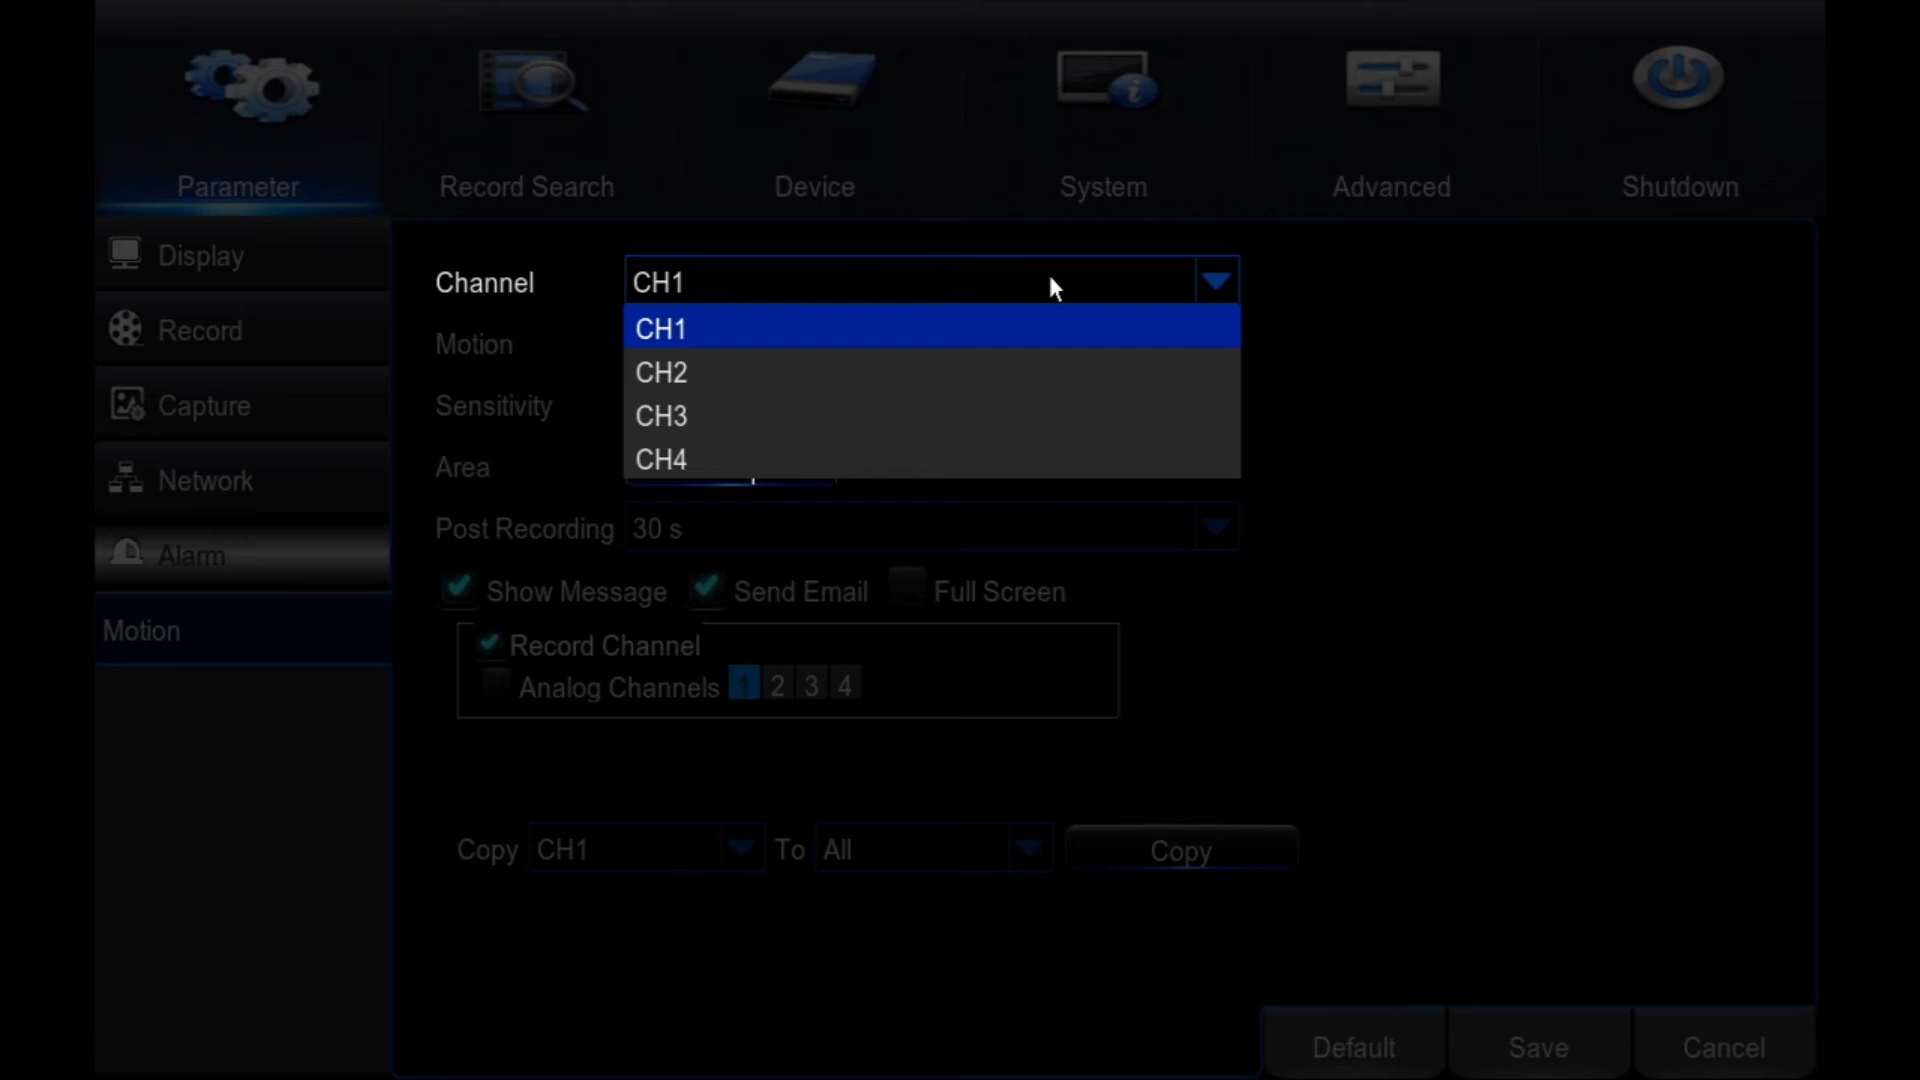 Parameter Record Search Device System Advanced Shutdown
Display
Record
Capture
Network
Alarm
Motion
Channel CH1
CH1
CH2
CH3
CH4
Motion
Sensitivity
Area
Post Recording 30 s
Show Message Send Email Full Screen
Record Channel
Analog Channels 1 2 3 4
Copy CH1 To All Copy
Default Save Cancel